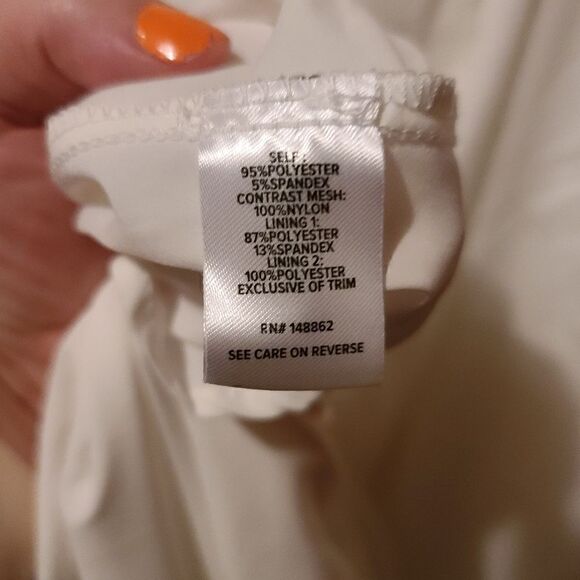 SELF:
95%POLYESTER
5%SPANDEX
CONTRAST MESH:
100%NYLON
LINING 1:
87%POLYESTER
13%SPANDEX
LINING 2:
100%POLYESTER
EXCLUSIVE OF TRIM
RN# 148862
SEE CARE ON REVERSE